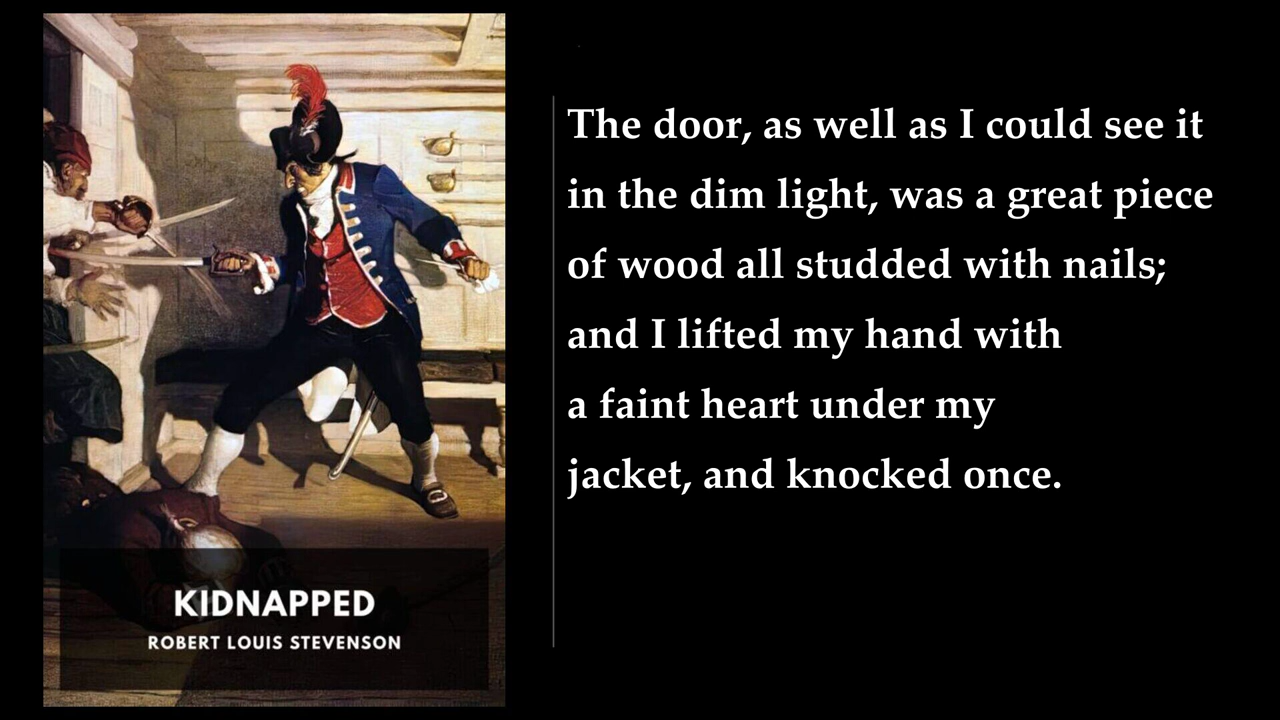 KIDNAPPED
ROBERT LOUIS STEVENSON
The door, as well as I could see it
in the dim light, was a great piece
of wood all studded with nails;
and I lifted my hand with
a faint heart under my
jacket, and knocked once.